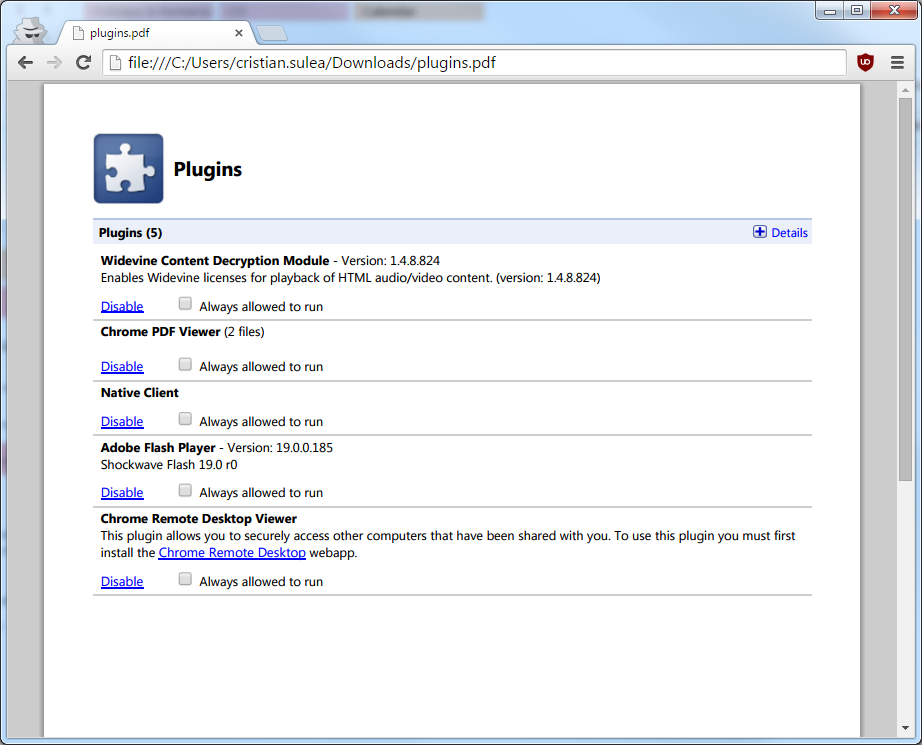 Calendar
plugins.pdf
file:///C:/Users/cristian.sulea/Downloads/plugins.pdf
Plugins
Plugins (5)
Details
Widevine Content Decryption Module - Version: 1.4.8.824
Enables Widevine licenses for playback of HTML audio/video content. (version: 1.4.8.824)
Disable Always allowed to run
Chrome PDF Viewer (2 files)
Disable Always allowed to run
Native Client
Disable Always allowed to run
Adobe Flash Player - Version: 19.0.0.185
Shockwave Flash 19.0 r0
Disable Always allowed to run
Chrome Remote Desktop Viewer
This plugin allows you to securely access other computers that have been shared with you. To use this plugin you must first
install the Chrome Remote Desktop webapp.
Disable Always allowed to run